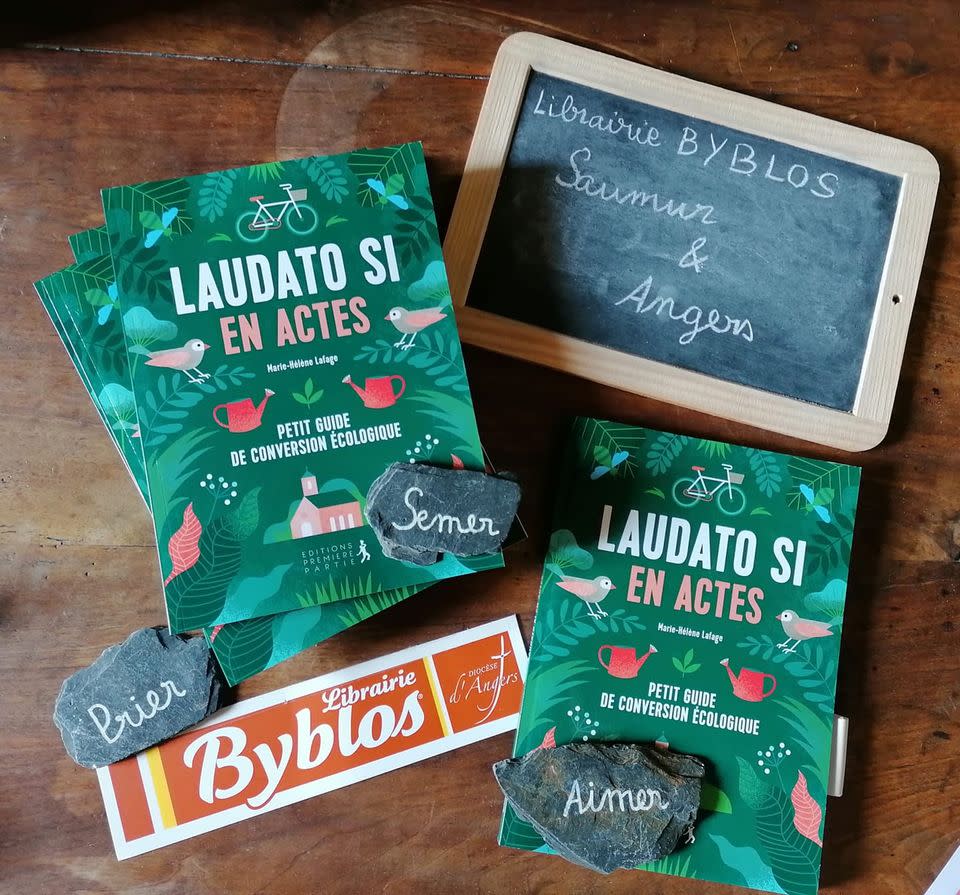 Librairie BYBLOS
Saumur
&
Angers
LAUDATO SI
EN ACTES
Marie-Hélène Lafage
PETIT GUIDE
DE CONVERSION ÉCOLOGIQUE
EDITIONS
PREMIERE
PARTIE
Semer
Prier
Librairie
Byblos
DIOCÈSE
d'Angers
LAUDATO SI
EN ACTES
Marie-Hélène Lafage
PETIT GUIDE
DE CONVERSION ÉCOLOGIQUE
Aimer